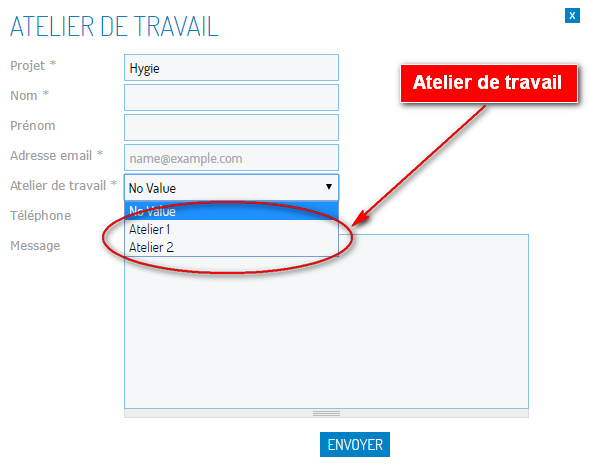 ATELIER DE TRAVAIL
x
Projet *
Hygie
Atelier de travail
Nom *
Prénom
Adresse email *
name@example.com
Atelier de travail *
No Value
Téléphone
No Value
Atelier 1
Atelier 2
Message
ENVOYER